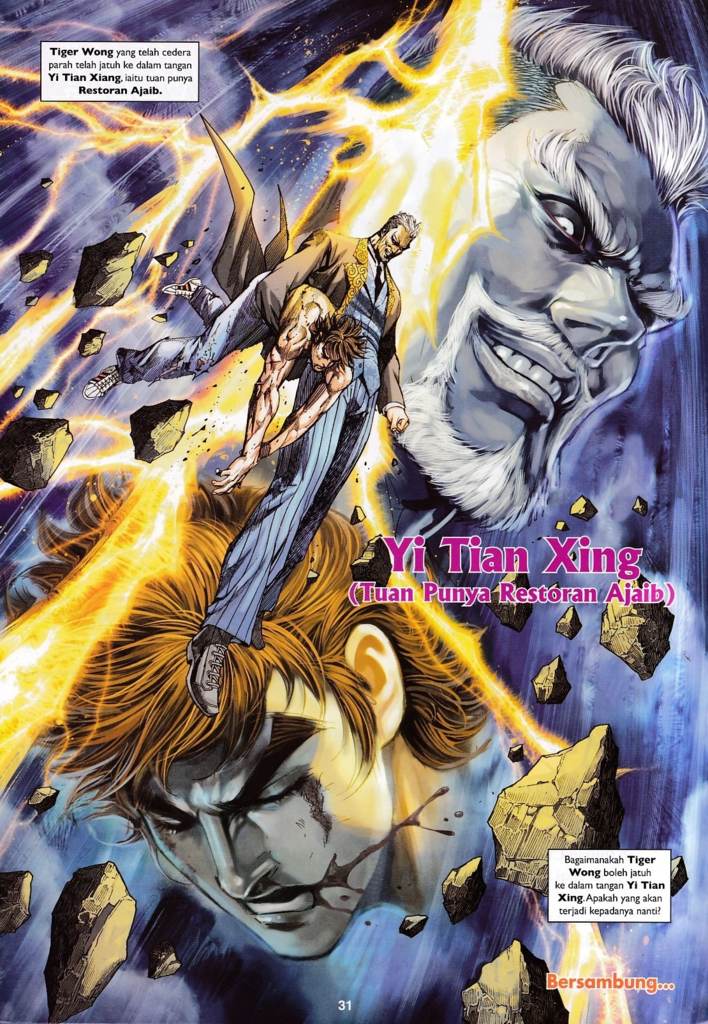 Tiger Wong yang telah cedera
parah telah jatuh ke dalam tangan
Yi Tian Xiang, iaitu tuan punya
Restoran Ajaib.
Yi Tian Xing
(Tuan Punya Restoran Ajaib)
Bagaimanakah Tiger
Wong boleh jatuh
ke dalam tangan Yi Tian
Xing.Apakah yang akan
terjadi kepadanya nanti?
Bersambung...
31